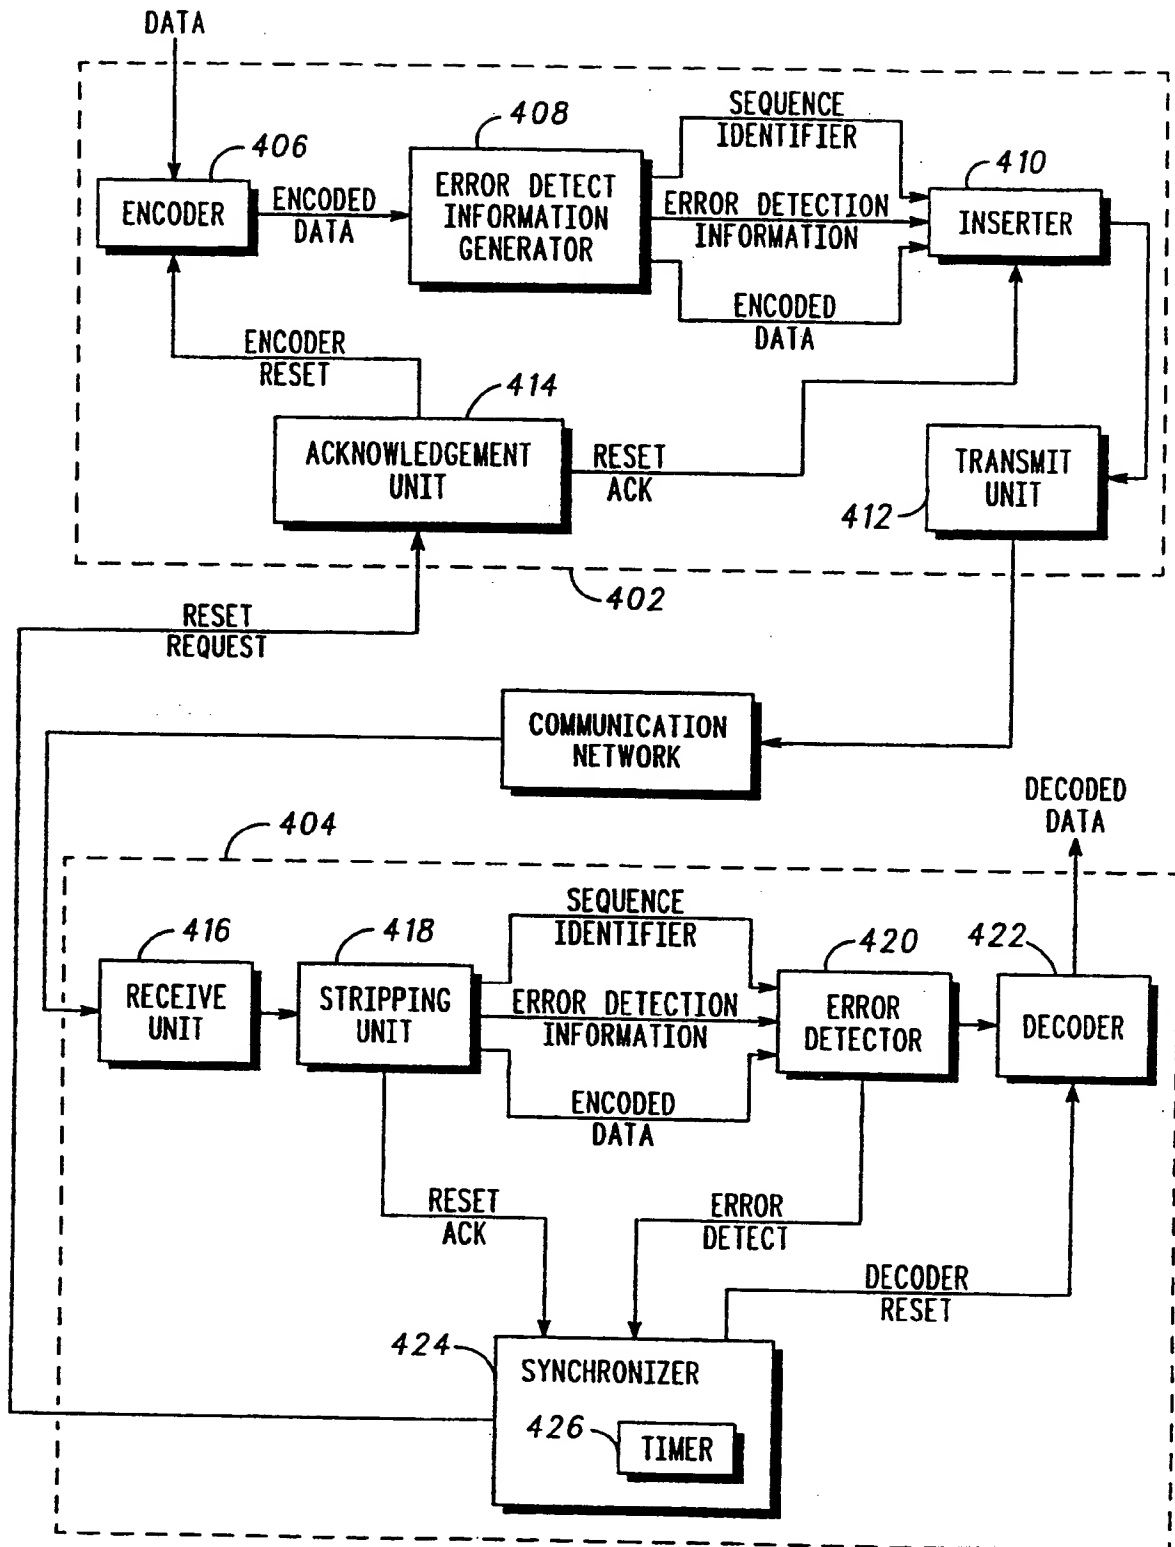 DATA
406
ENCODER
ENCODED
DATA
408
ERROR DETECT
INFORMATION
GENERATOR
SEQUENCE
IDENTIFIER
ERROR DETECTION
INFORMATION
ENCODED
DATA
410
INSERTER
ENCODER
RESET
414
ACKNOWLEDGEMENT
UNIT
RESET
ACK
TRANSMIT
UNIT
412
402
RESET
REQUEST
COMMUNICATION
NETWORK
DECODED
DATA
404
416
RECEIVE
UNIT
418
STRIPPING
UNIT
SEQUENCE
IDENTIFIER
ERROR DETECTION
INFORMATION
ENCODED
DATA
420
ERROR
DETECTOR
422
DECODER
RESET
ACK
ERROR
DETECT
DECODER
RESET
424
SYNCHRONIZER
426
TIMER